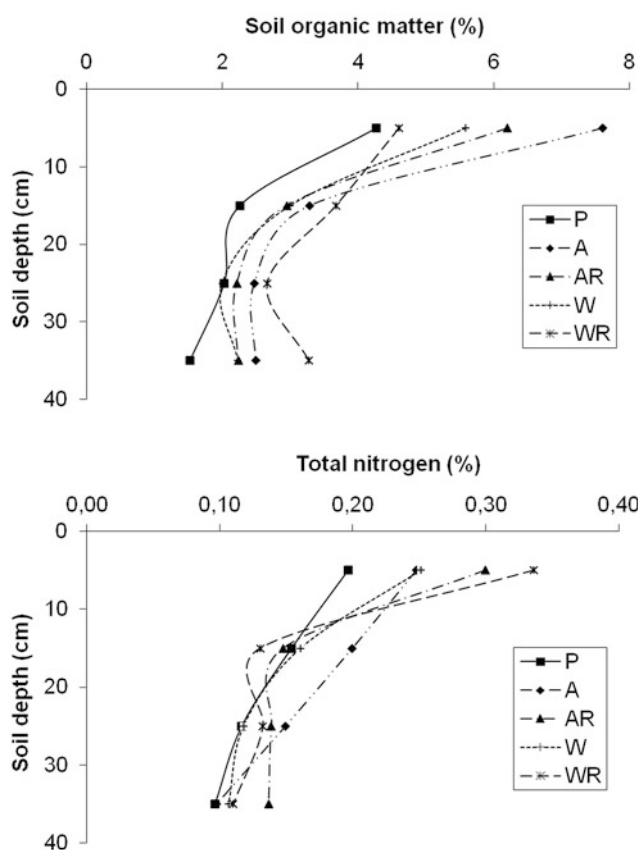 Soil organic matter (%)
0 2 4 6 8
0
10
20
30
40
Soil depth (cm)
P
A
AR
W
WR
Total nitrogen (%)
0,00 0,10 0,20 0,30 0,40
0
10
20
30
40
Soil depth (cm)
P
A
AR
W
WR